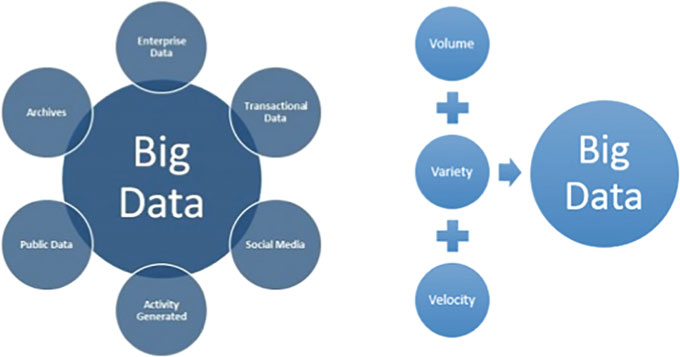 Enterprise
Data
Archives
Transactional
Data
Big
Data
Public Data
Social Media
Activity
Generated
Volume
Variety
Velocity
Big
Data